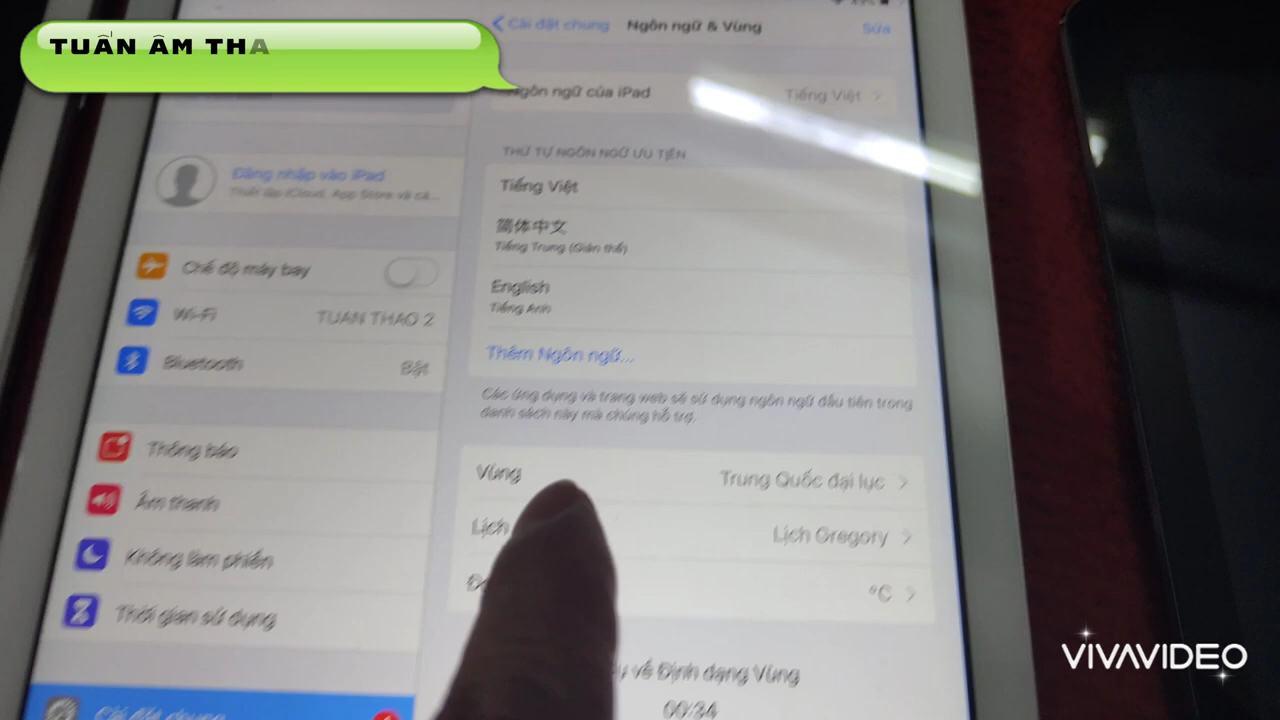 TUẤN ÂM THA
Cài đặt chung
Ngôn ngữ & Vùng
Sửa
Ngôn ngữ của iPad
Tiếng Việt
THỨ TỰ NGÔN NGỮ ƯU TIÊN
Tiếng Việt
简体中文
Tiếng Trung (Giản thể)
English
Tiếng Anh
Thêm Ngôn ngữ...
Các ứng dụng và trang web sẽ sử dụng ngôn ngữ đầu tiên trong
danh sách này mà chúng hỗ trợ.
Vùng
Trung Quốc đại lục
Lịch
Lịch Gregory
°C
về Định dạng Vùng
00:34
Đăng nhập vào iPad
Thiết lập iCloud, App Store và cá...
Chế độ máy bay
Wi-Fi
TUAN THAO 2
Bluetooth
Bật
Thông báo
Âm thanh
Không làm phiền
Thời gian sử dụng
Cài đặt chung
VIVAVIDEO